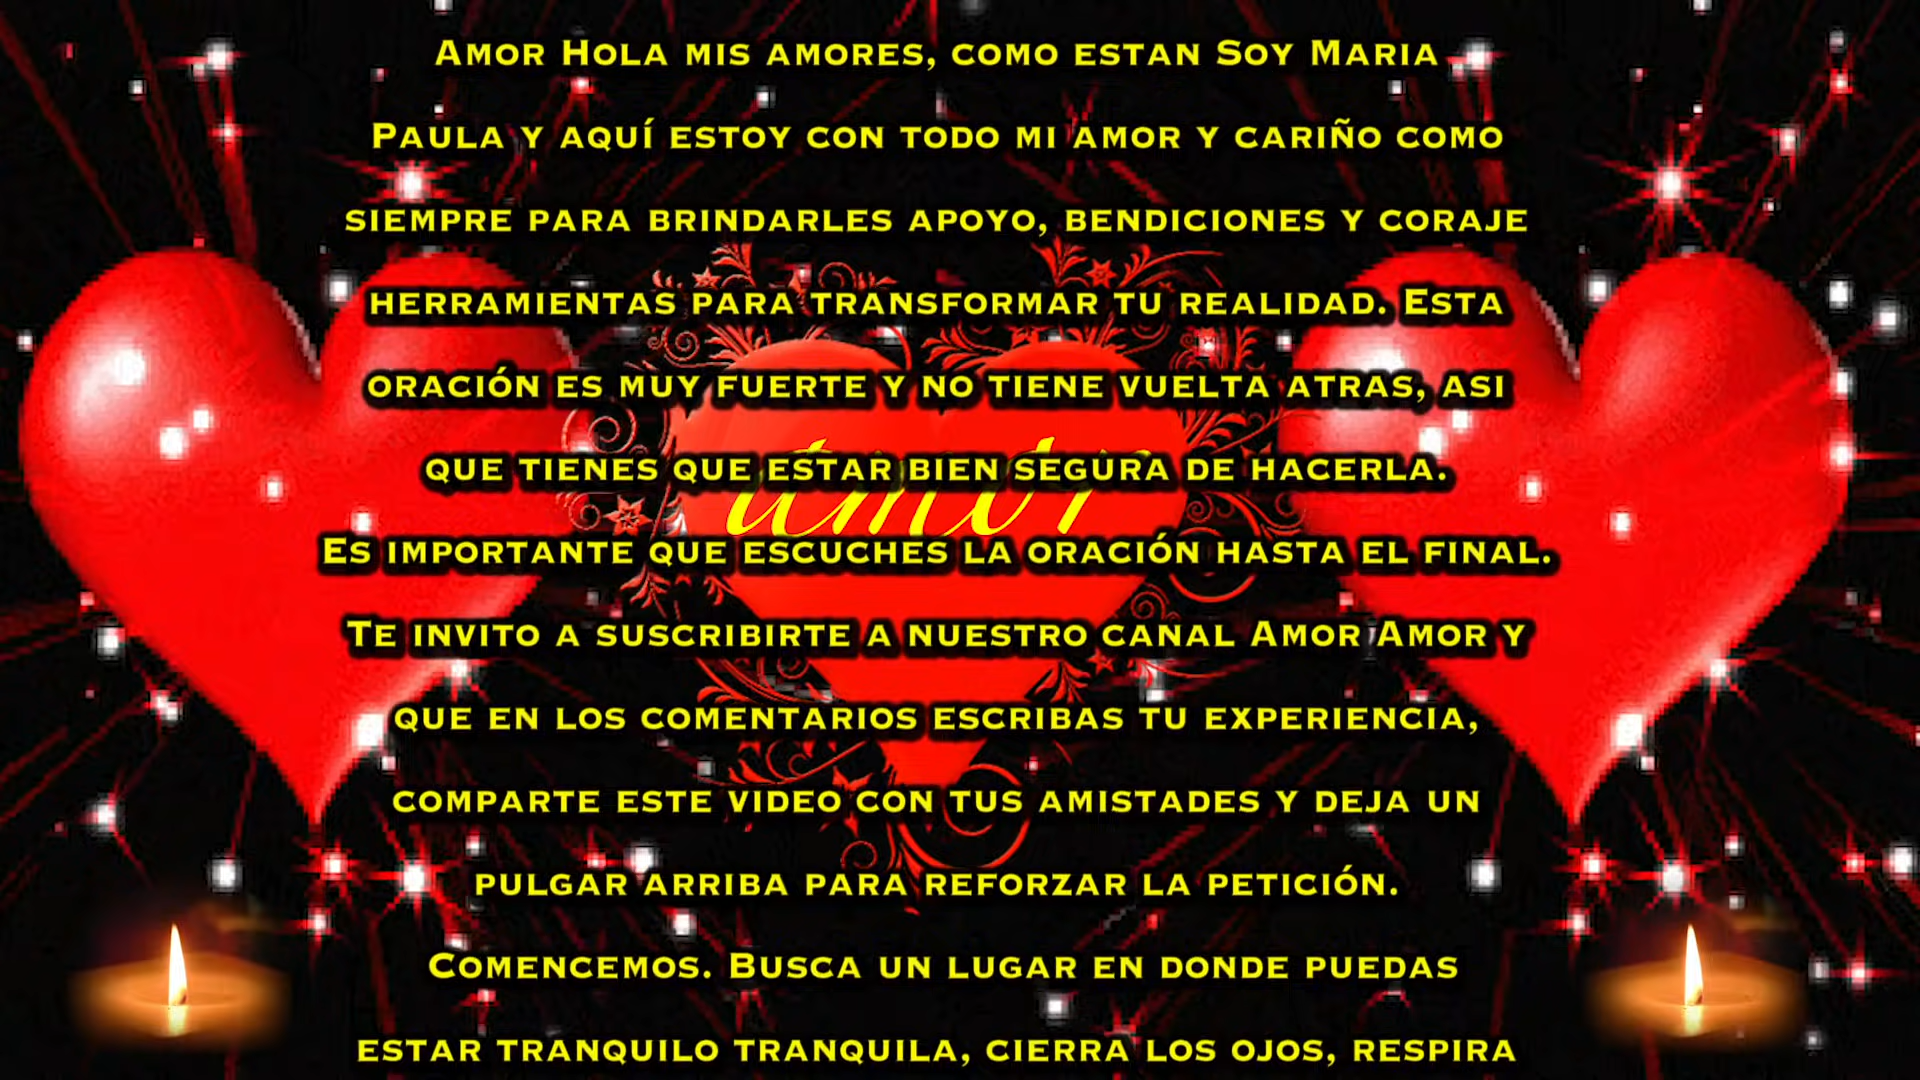 Amor Hola mis amores, como estan Soy Maria
Paula y aquí estoy con todo mi amor y cariño como
siempre para brindarles apoyo, bendiciones y coraje
herramientas para transformar tu realidad. Esta
oración es muy fuerte y no tiene vuelta atras, asi
que tienes que estar bien segura de hacerla.
amor
Es importante que escuches la oración hasta el final.
Te invito a suscribirte a nuestro canal Amor Amor y
que en los comentarios escribas tu experiencia,
comparte este video con tus amistades y deja un
pulgar arriba para reforzar la petición.
Comencemos. Busca un lugar en donde puedas
estar tranquilo tranquila, cierra los ojos, respira